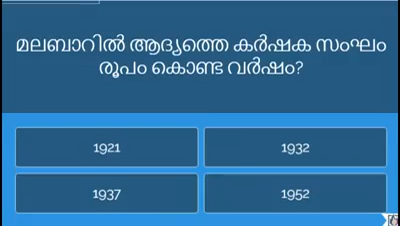 മലബാറിൽ ആദ്യത്തെ കർഷക സംഘം
രൂപം കൊണ്ട വർഷം?
1921
1932
1937
1952